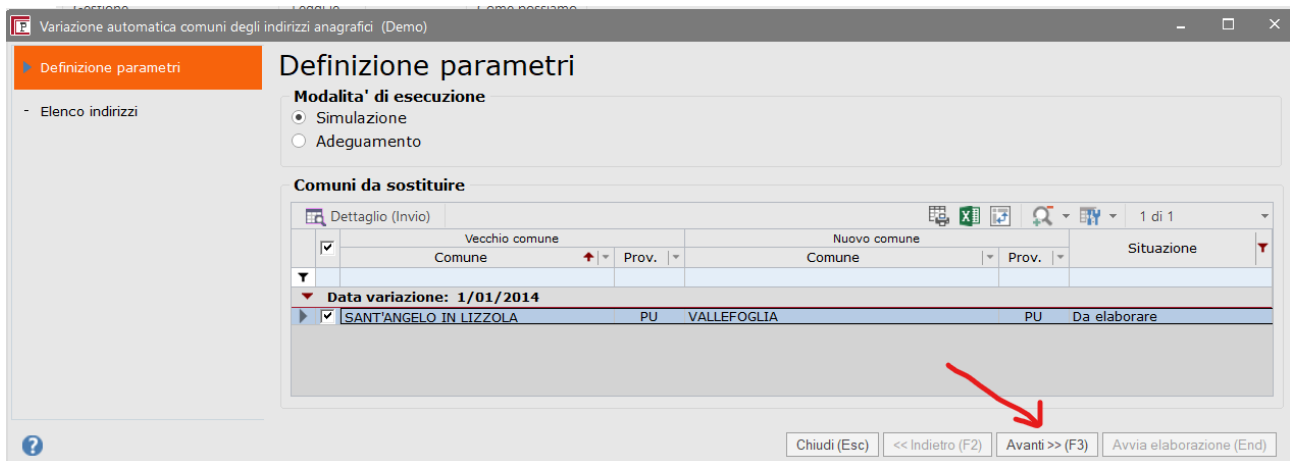 Variazione automatica comuni degli indirizzi anagrafici (Demo)
Definizione parametri
- Elenco indirizzi
Definizione parametri
Modalita' di esecuzione
Simulazione
Adeguamento
Comuni da sostituire
Dettaglio (Invio) 1 di 1
Vecchio comune Nuovo comune Situazione
Comune Prov. Comune Prov.
Data variazione: 1/01/2014
SANT'ANGELO IN LIZZOLA PU VALLEFOGLIA PU Da elaborare
Chiudi (Esc) << Indietro (F2) Avanti >> (F3) Avvia elaborazione (End)